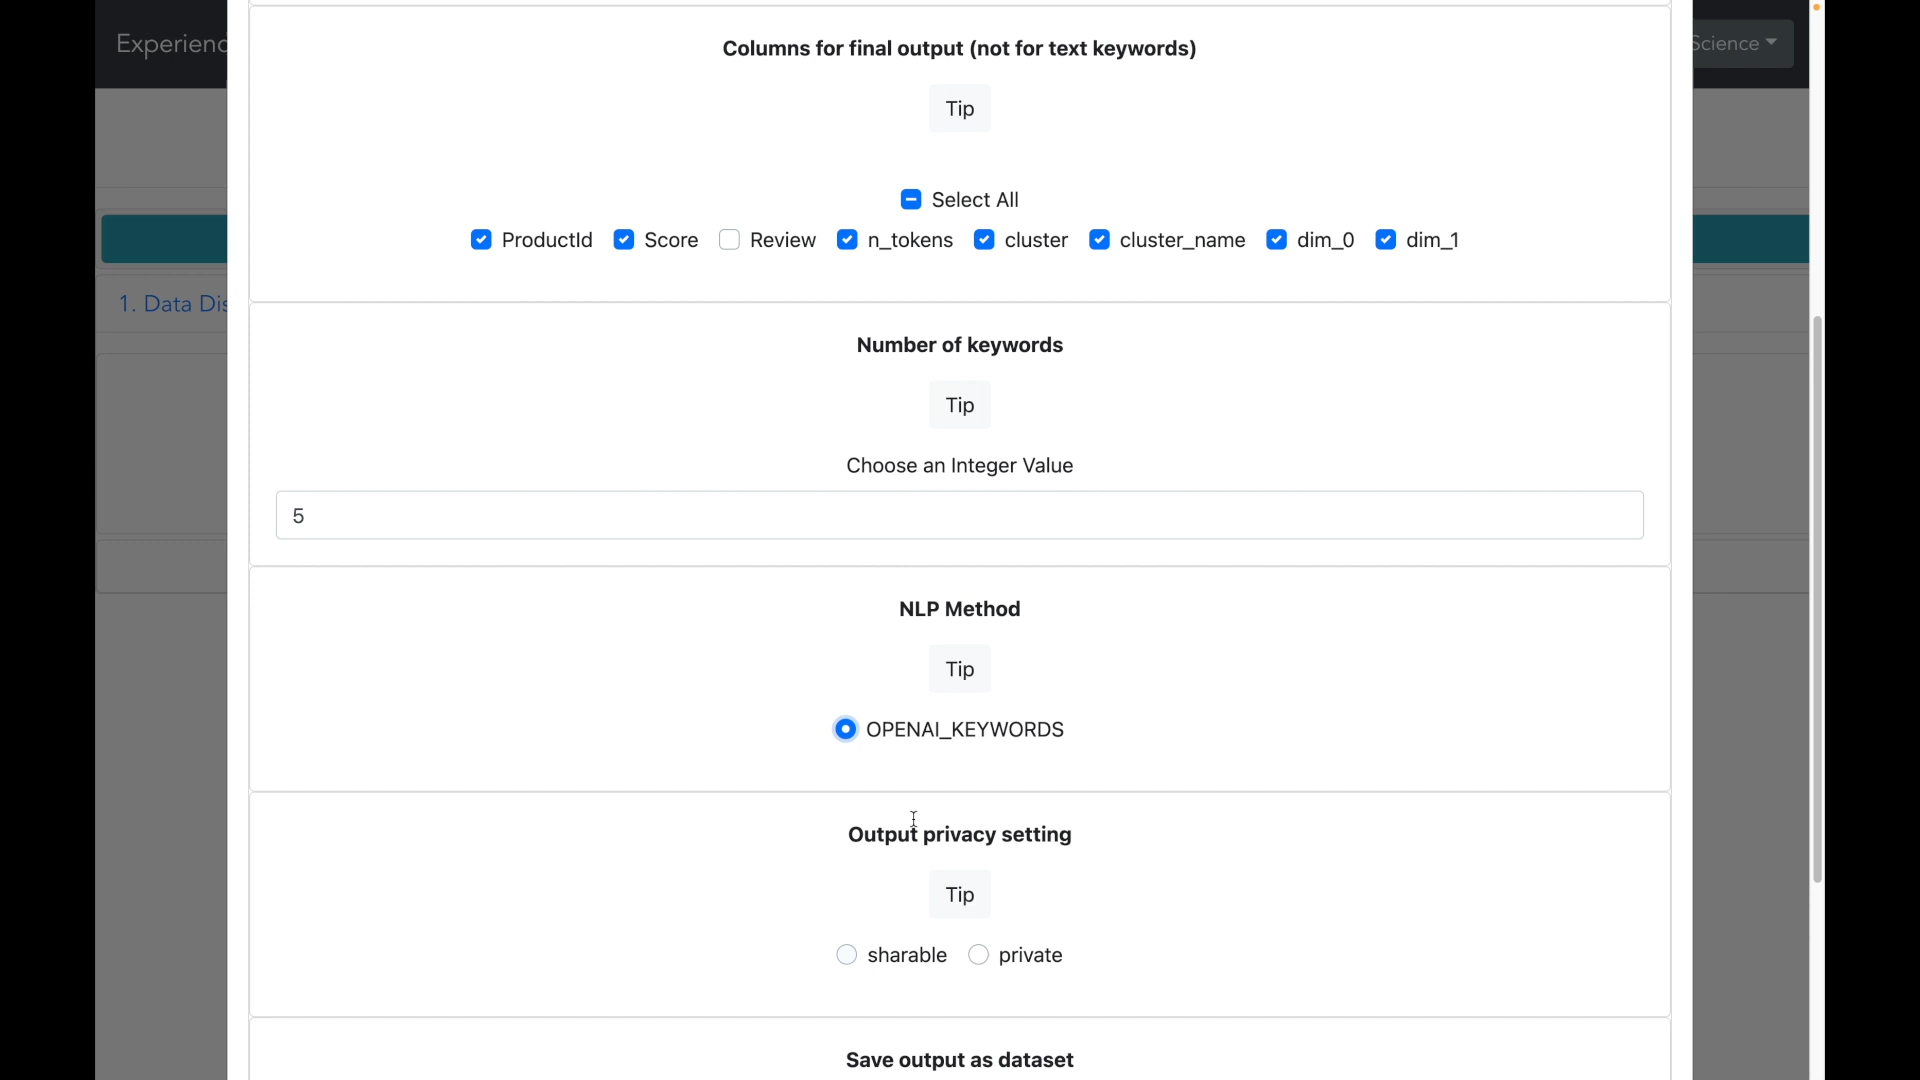 Experienc
Science
Columns for final output (not for text keywords)
Tip
Select All
ProductId Score Review n_tokens cluster cluster_name dim_0 dim_1
1. Data Dis
Number of keywords
Tip
Choose an Integer Value
5
NLP Method
Tip
OPENAI_KEYWORDS
Output privacy setting
Tip
sharable private
Save output as dataset